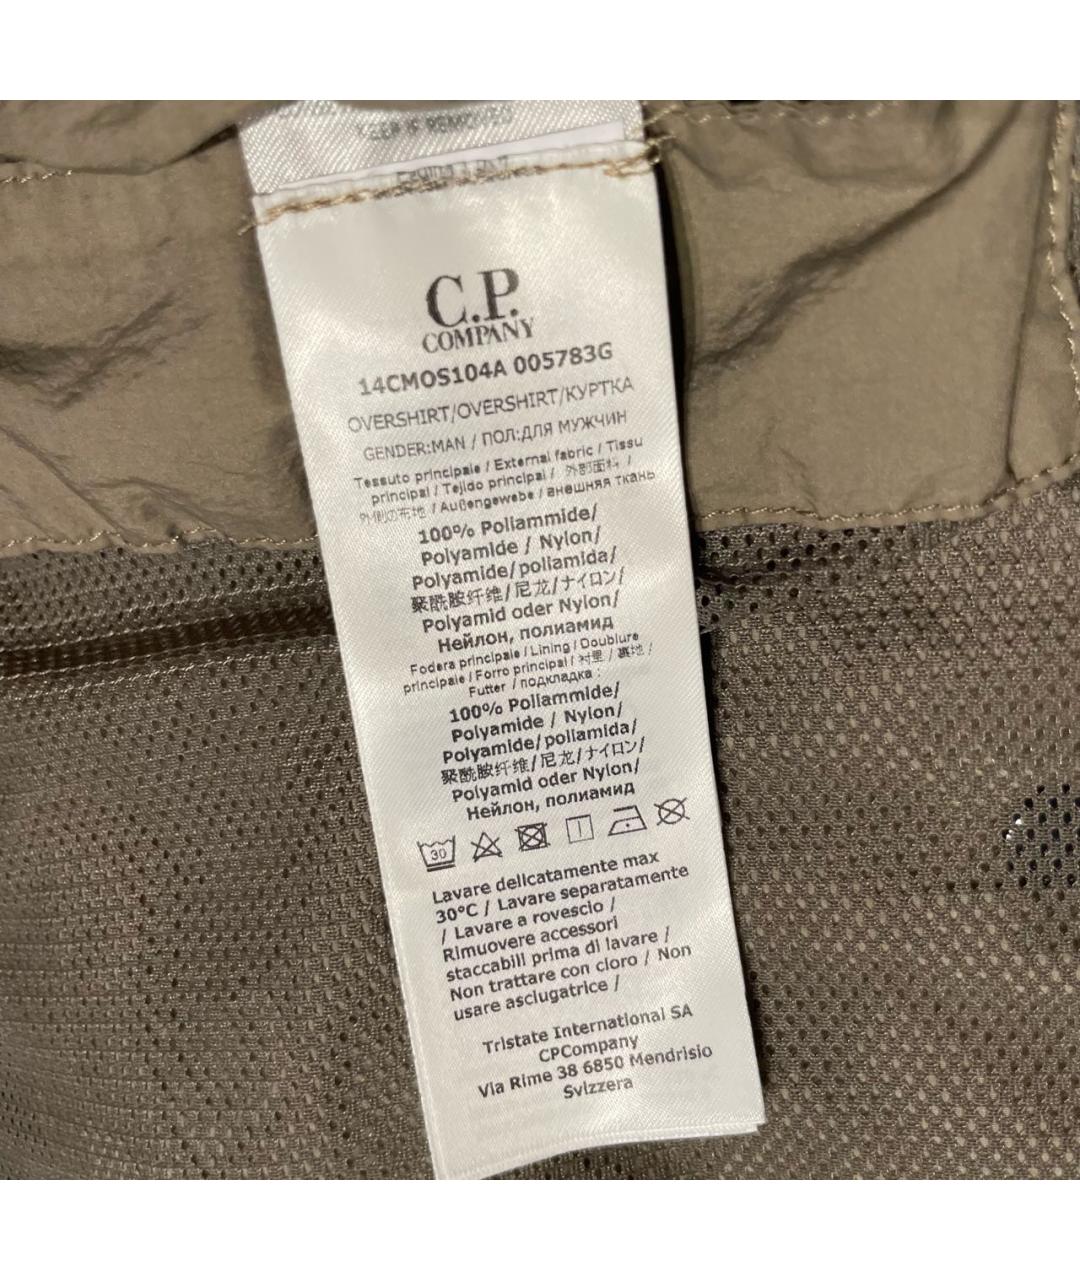 KEEP IF REMOVED
C.P.
COMPANY
14CMOS104A 005783G
OVERSHIRT/OVERSHIRT/КУРТКА
GENDER:MAN / ПОЛ:ДЛЯ МУЖЧИН
Tessuto principale / External fabric / Tissu
principal / Tejido principal / 外部面料 /
外側の布地 / Außengewebe / внешняя ткань
100% Poliammide/
Polyamide / Nylon/
Polyamide/poliamida/
聚酰胺纤维/尼龙/ナイロン/
Polyamid oder Nylon/
Нейлон, полиамид
Fodera principale / Lining / Doublure
principale / Forro principal / 衬里 / 裏地 /
Futter / подкладка :
100% Poliammide/
Polyamide / Nylon/
Polyamide/poliamida/
聚酰胺纤维/尼龙/ナイロン/
Polyamid oder Nylon/
Нейлон, полиамид
30
Lavare delicatamente max
30°C / Lavare separatamente
/ Lavare a rovescio /
Rimuovere accessori
staccabili prima di lavare /
Non trattare con cloro / Non
usare asciugatrice /
Tristate International SA
CPCompany
Via Rime 38 6850 Mendrisio
Svizzera